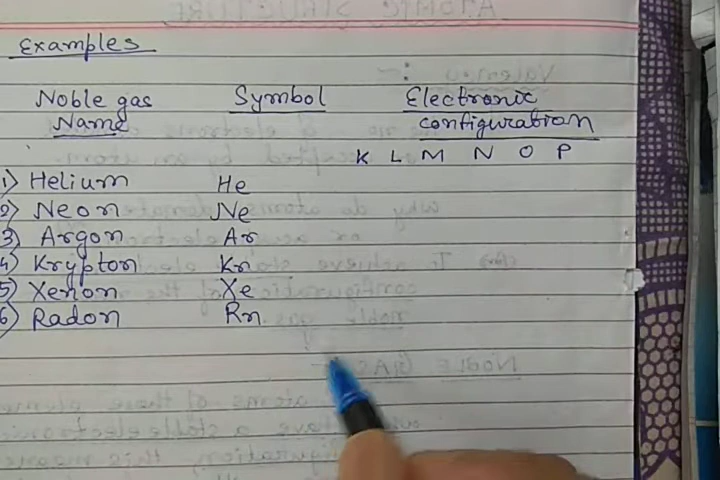 Examples
Noble gas Symbol Electronic
Name configuration
K L M N O P
1) Helium He
2) Neon Ne
3) Argon Ar
4) Krypton Kr
5) Xenon Xe
6) Radon Rn